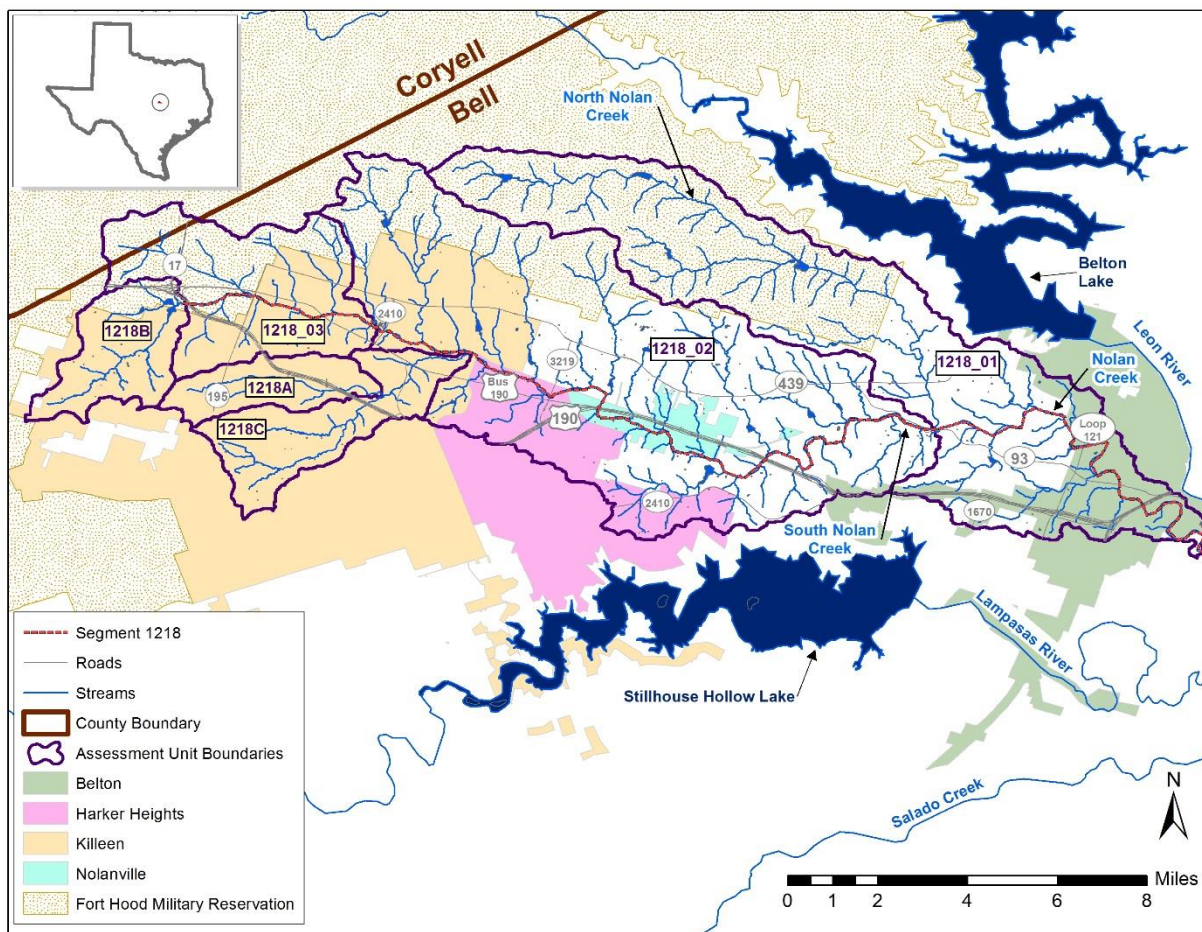 Coryell
Bell
North Nolan
Creek
Belton
Lake
Leon River
17
1218B
1218_03
2410
1218_02
1218_01
Nolan
Creek
3219
439
1218A
195
Bus
190
190
Loop
121
93
1218C
2410
1670
South Nolan
Creek
Lampasas River
Stillhouse Hollow Lake
Salado Creek
Segment 1218
Roads
Streams
County Boundary
Assessment Unit Boundaries
Belton
Harker Heights
Killeen
Nolanville
Fort Hood Military Reservation
N
Miles
0 1 2 4 6 8